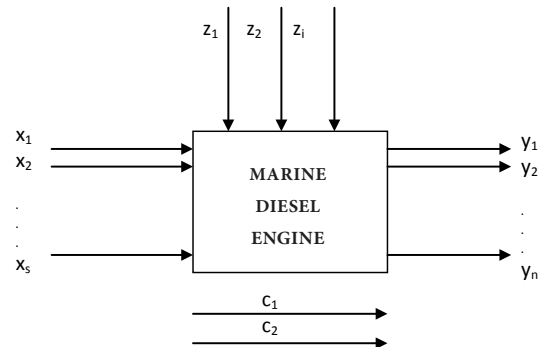 z₁ z₂ zᵢ
x₁
x₂
.
.
.
xₛ
MARINE
DIESEL
ENGINE
y₁
y₂
.
.
.
yₙ
c₁
c₂